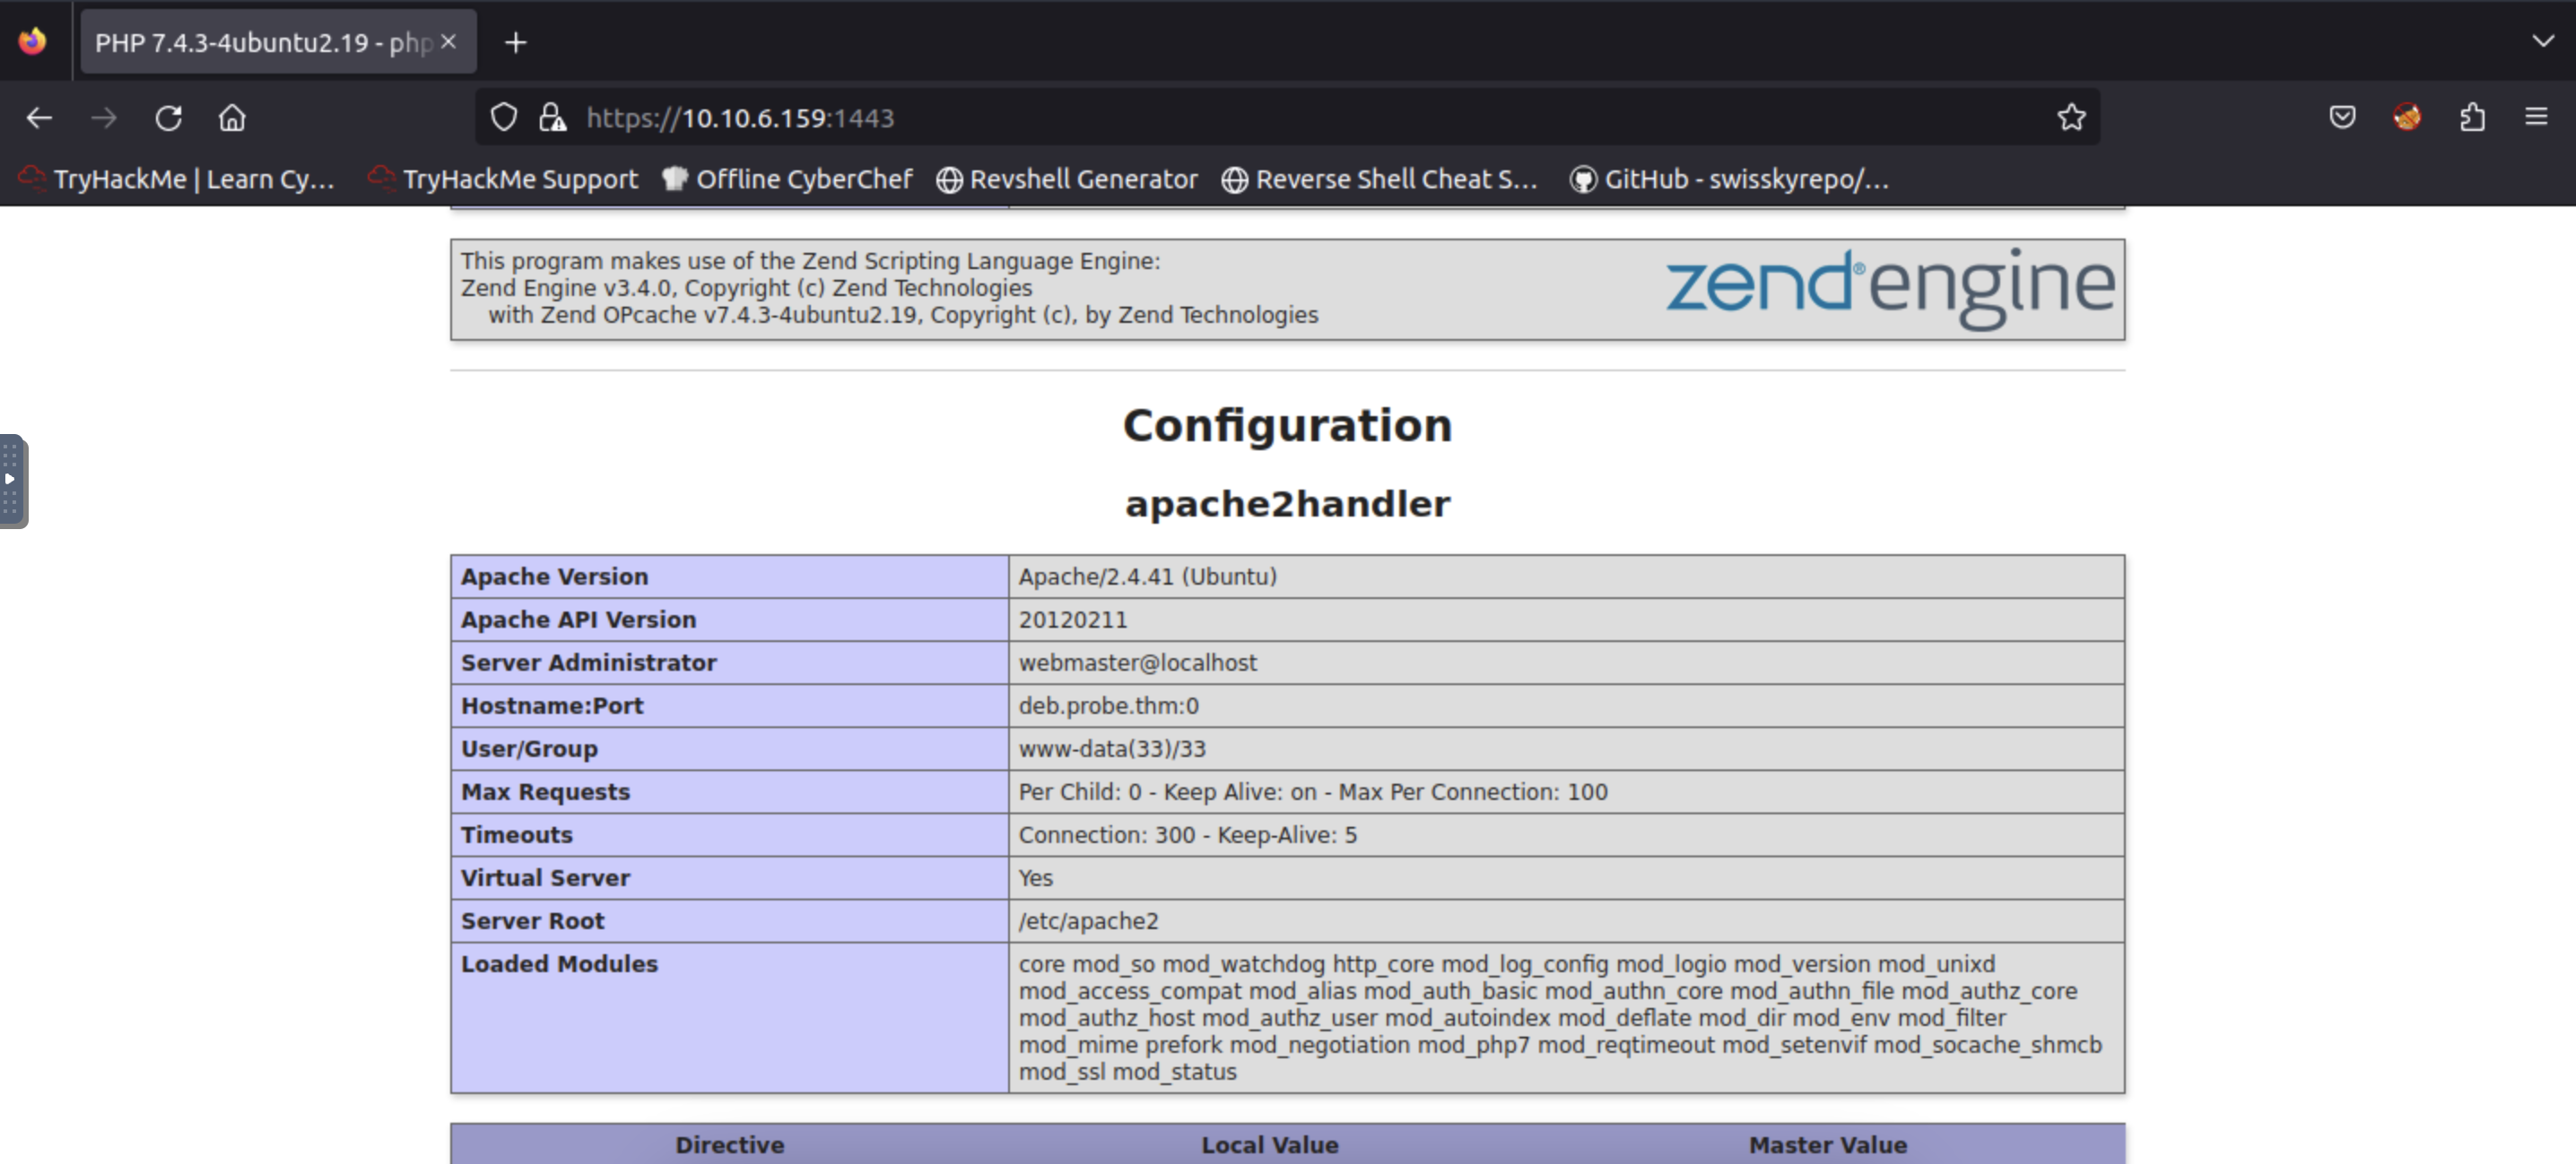 PHP 7.4.3-4ubuntu2.19 - php
https://10.10.6.159:1443
TryHackMe | Learn Cy… TryHackMe Support Offline CyberChef Revshell Generator Reverse Shell Cheat S… GitHub - swisskyrepo/…
This program makes use of the Zend Scripting Language Engine:
Zend Engine v3.4.0, Copyright (c) Zend Technologies
with Zend OPcache v7.4.3-4ubuntu2.19, Copyright (c), by Zend Technologies
zend® engine
Configuration
apache2handler
Apache Version Apache/2.4.41 (Ubuntu)
Apache API Version 20120211
Server Administrator webmaster@localhost
Hostname:Port deb.probe.thm:0
User/Group www-data(33)/33
Max Requests Per Child: 0 - Keep Alive: on - Max Per Connection: 100
Timeouts Connection: 300 - Keep-Alive: 5
Virtual Server Yes
Server Root /etc/apache2
Loaded Modules core mod_so mod_watchdog http_core mod_log_config mod_logio mod_version mod_unixd
mod_access_compat mod_alias mod_auth_basic mod_authn_core mod_authn_file mod_authz_core
mod_authz_host mod_authz_user mod_autoindex mod_deflate mod_dir mod_env mod_filter
mod_mime prefork mod_negotiation mod_php7 mod_reqtimeout mod_setenvif mod_socache_shmcb
mod_ssl mod_status
Directive Local Value Master Value